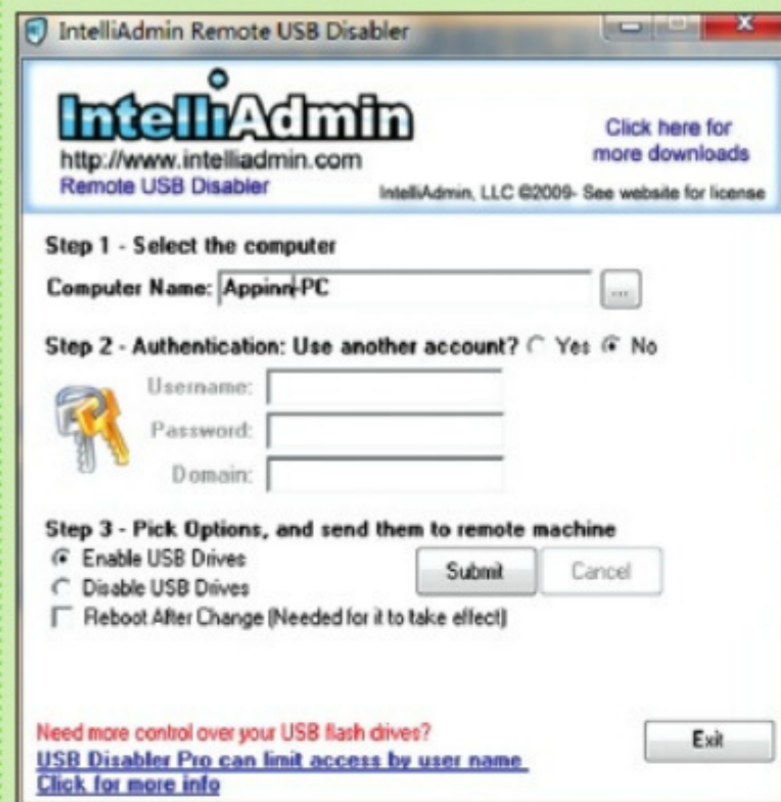 IntelliAdmin Remote USB Disabler
IntelliAdmin
http://www.intelliadmin.com
Remote USB Disabler
Click here for
more downloads
IntelliAdmin, LLC ©2009- See website for license
Step 1 - Select the computer
Computer Name: Appinn-PC ...
Step 2 - Authentication: Use another account? Yes No
Username:
Password:
Domain:
Step 3 - Pick Options, and send them to remote machine
Enable USB Drives
Disable USB Drives
Submit Cancel
Reboot After Change (Needed for it to take effect)
Need more control over your USB flash drives?
USB Disabler Pro can limit access by user name
Click for more info
Exit